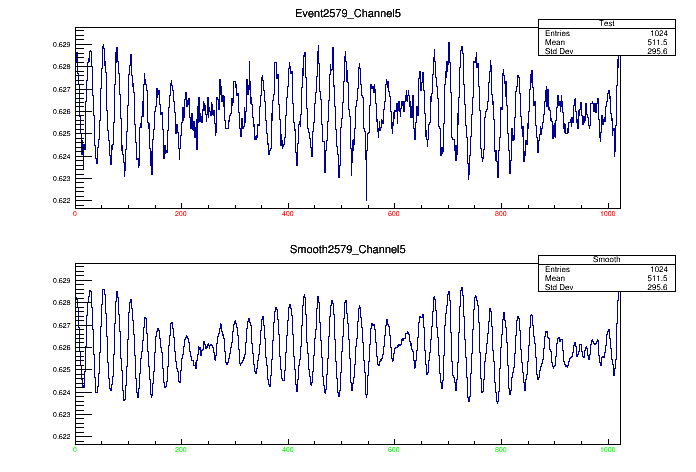 Event2579_Channel5
Test
Entries 1024
Mean 511.5
Std Dev 295.6
0.629
0.628
0.627
0.626
0.625
0.624
0.623
0.622
0 200 400 600 800 1000
Smooth2579_Channel5
Smooth
Entries 1024
Mean 511.5
Std Dev 295.6
0.629
0.628
0.627
0.626
0.625
0.624
0.623
0.622
0 200 400 600 800 1000